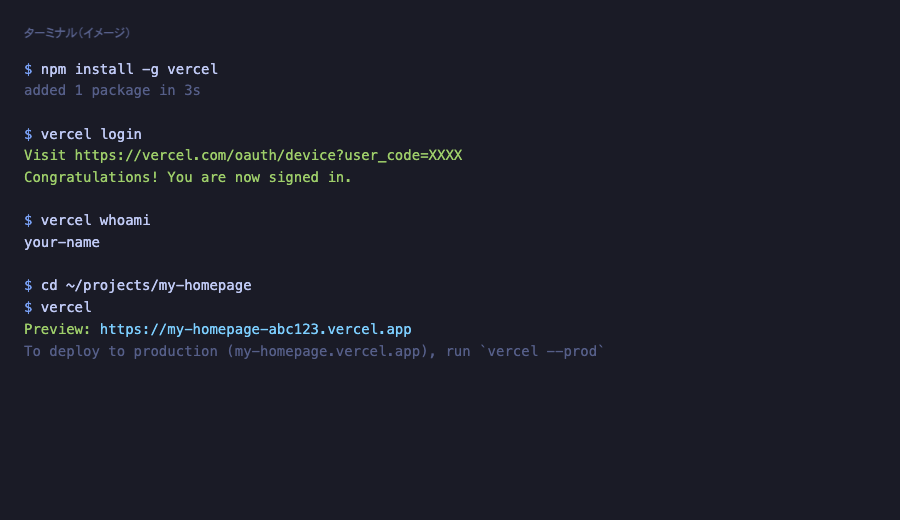 ターミナル（イメージ）
$ npm install -g vercel
added 1 package in 3s
$ vercel login
Visit https://vercel.com/oauth/device?user_code=XXXX
Congratulations! You are now signed in.
$ vercel whoami
your-name
$ cd ~/projects/my-homepage
$ vercel
Preview: https://my-homepage-abc123.vercel.app
To deploy to production (my-homepage.vercel.app), run `vercel --prod`